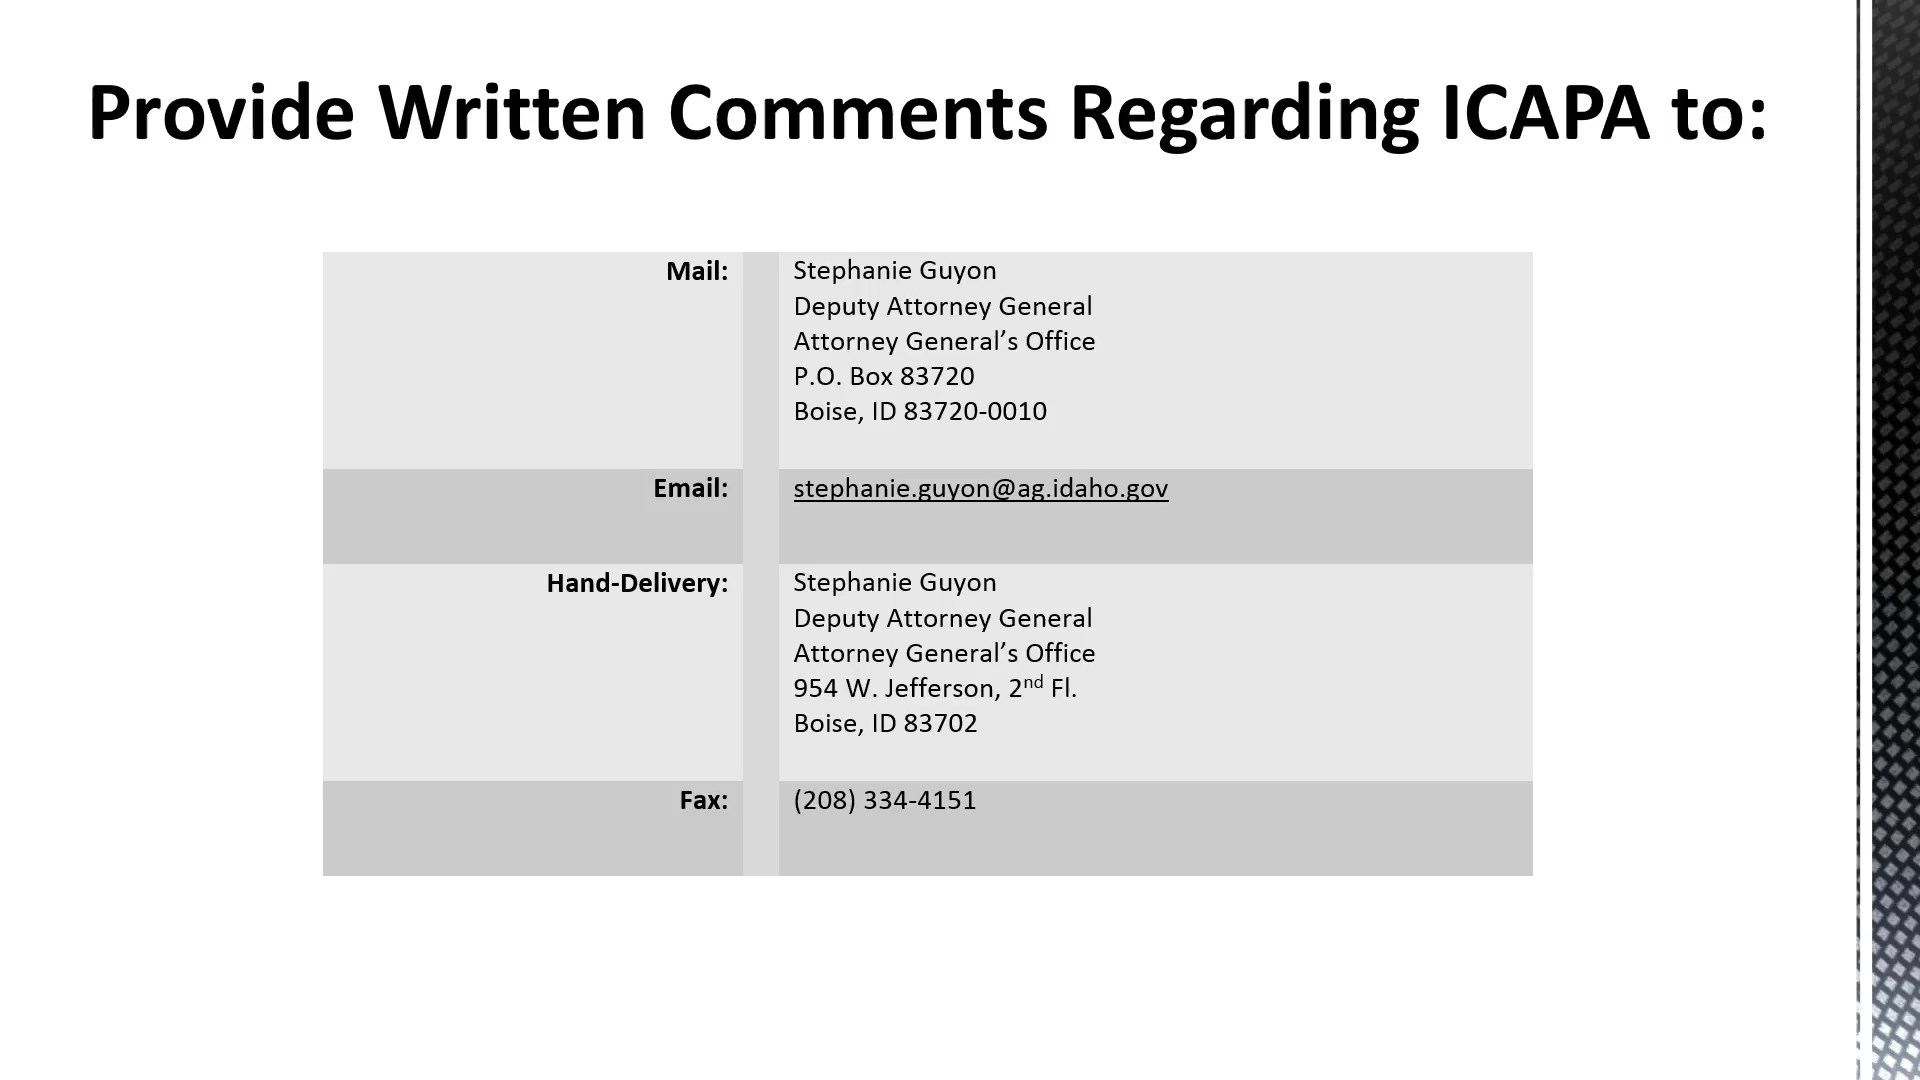 Provide Written Comments Regarding ICAPA to:
Mail:
Stephanie Guyon
Deputy Attorney General
Attorney General’s Office
P.O. Box 83720
Boise, ID 83720-0010
Email:
stephanie.guyon@ag.idaho.gov
Hand-Delivery:
Stephanie Guyon
Deputy Attorney General
Attorney General’s Office
954 W. Jefferson, 2nd Fl.
Boise, ID 83702
Fax:
(208) 334-4151